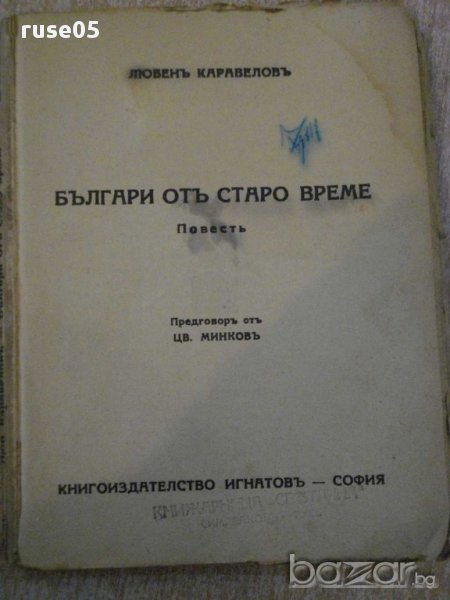 ruse05
ЛЮБЕНЪ КАРАВЕЛОВЪ
БЪЛГАРИ ОТЪ СТАРО ВРЕМЕ
Повесть
Предговоръ отъ
ЦВ. МИНКОВЪ
КНИГОИЗДАТЕЛСТВО ИГНАТОВЪ — СОФИЯ
bazar.bg